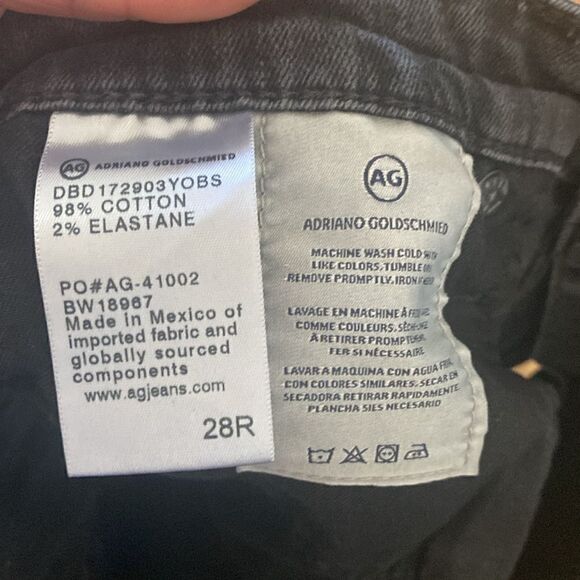 AG ADRIANO GOLDSCHMIED
DBD172903YOBS
98% COTTON
2% ELASTANE
PO#AG-41002
BW18967
Made in Mexico of
imported fabric and
globally sourced
components
www.agjeans.com
28R
AG
ADRIANO GOLDSCHMIED
MACHINE WASH COLD
LIKE COLORS. TUMBLE
REMOVE PROMPTLY. IRON
LAVAGE EN MACHINE À
COMME COULEURS.
À RETIRER
FER SI NÉCESSAIRE
LAVAR A MAQUINA CON AGUA
CON COLORES SIMILARES. SECAR EN
SECADORA RETIRAR RAPIDAMENTE
PLANCHA SIES NECESARIO